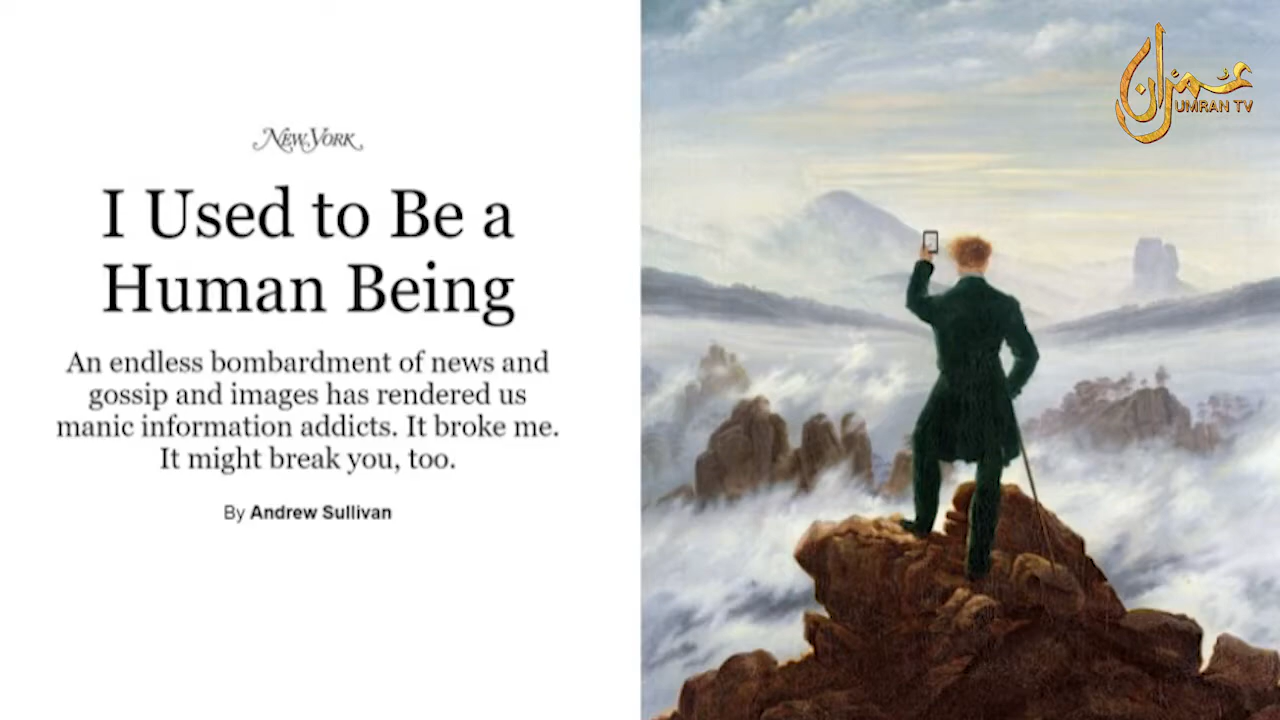 NEW YORK
I Used to Be a
Human Being
An endless bombardment of news and
gossip and images has rendered us
manic information addicts. It broke me.
It might break you, too.
By Andrew Sullivan
عمران
UMRAN TV